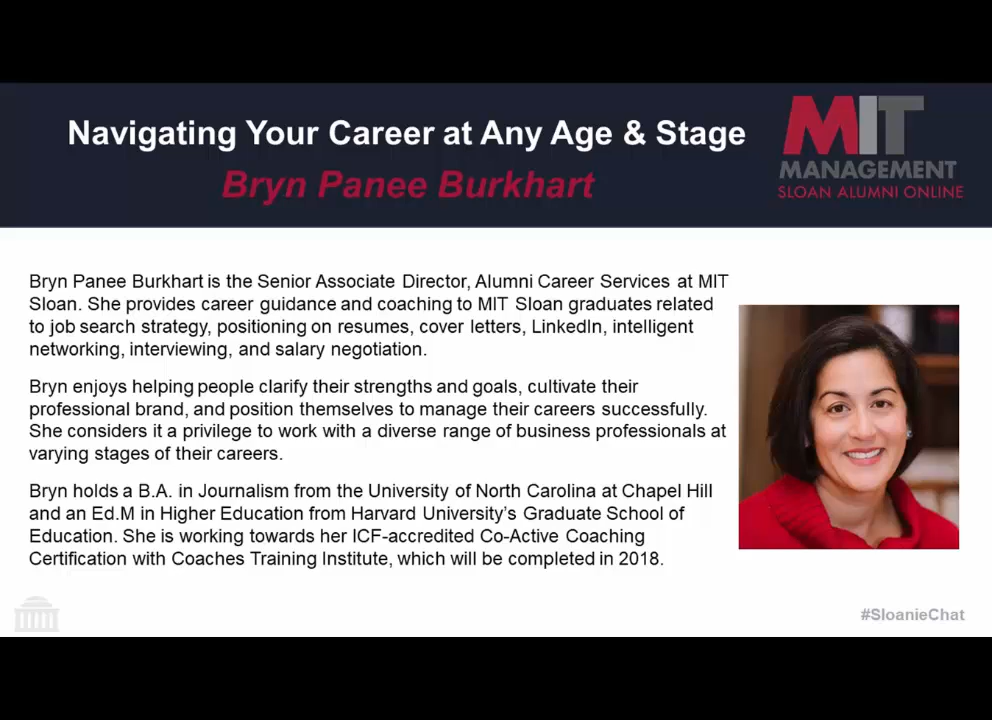 Navigating Your Career at Any Age & Stage
Bryn Panee Burkhart
MIT
MANAGEMENT
SLOAN ALUMNI ONLINE
Bryn Panee Burkhart is the Senior Associate Director, Alumni Career Services at MIT
Sloan. She provides career guidance and coaching to MIT Sloan graduates related
to job search strategy, positioning on resumes, cover letters, LinkedIn, intelligent
networking, interviewing, and salary negotiation.
Bryn enjoys helping people clarify their strengths and goals, cultivate their
professional brand, and position themselves to manage their careers successfully.
She considers it a privilege to work with a diverse range of business professionals at
varying stages of their careers.
Bryn holds a B.A. in Journalism from the University of North Carolina at Chapel Hill
and an Ed.M in Higher Education from Harvard University’s Graduate School of
Education. She is working towards her ICF-accredited Co-Active Coaching
Certification with Coaches Training Institute, which will be completed in 2018.
#SloanieChat